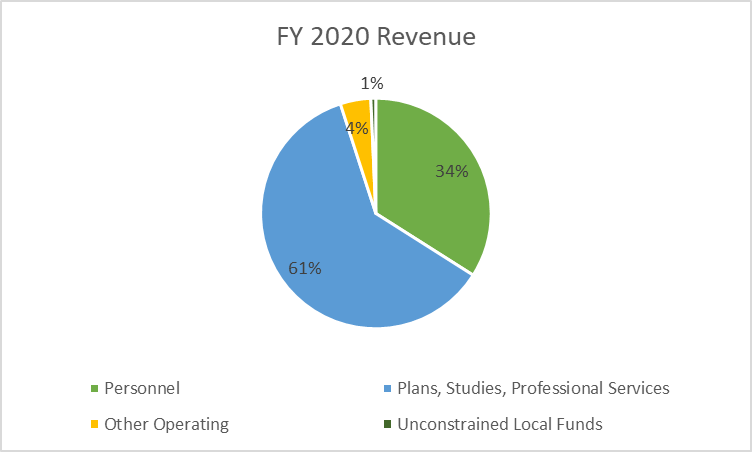 FY 2020 Revenue
1%
4%
34%
61%
Personnel
Plans, Studies, Professional Services
Other Operating
Unconstrained Local Funds